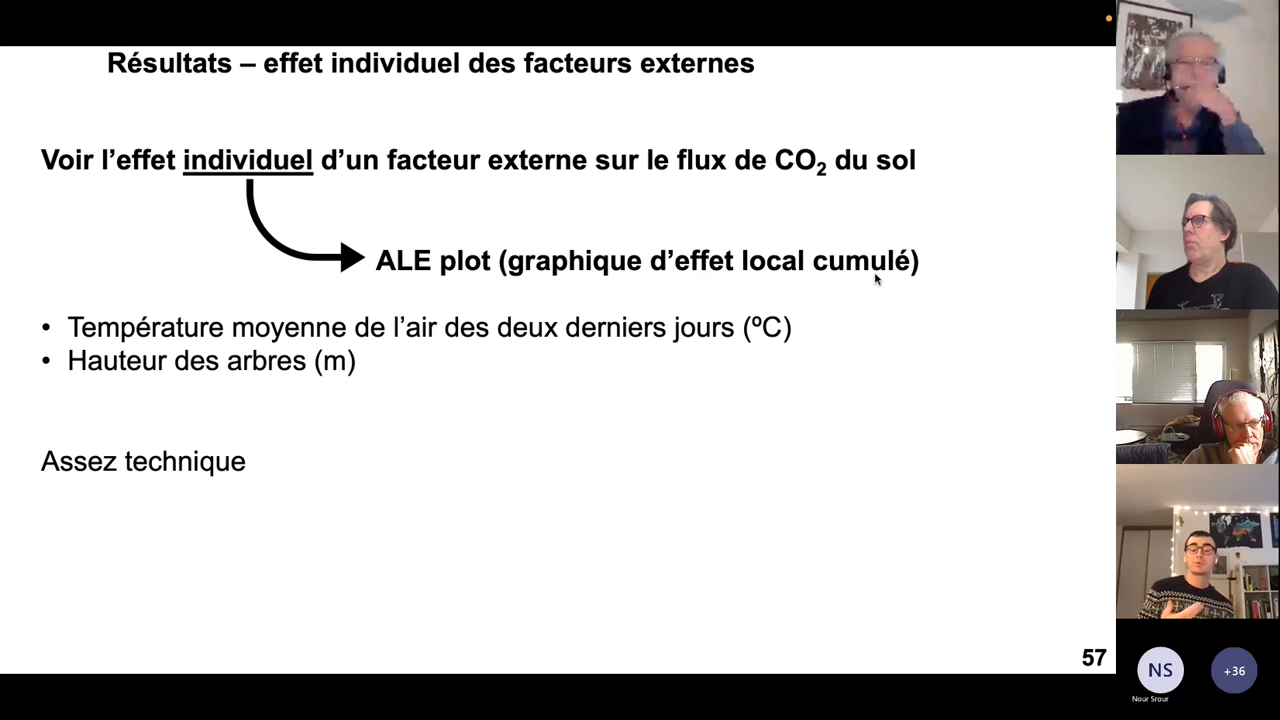 Résultats – effet individuel des facteurs externes
Voir l’effet individuel d’un facteur externe sur le flux de CO₂ du sol
ALE plot (graphique d’effet local cumulé)
• Température moyenne de l’air des deux derniers jours (ºC)
• Hauteur des arbres (m)
Assez technique
57
NS
+36
Nour Srour